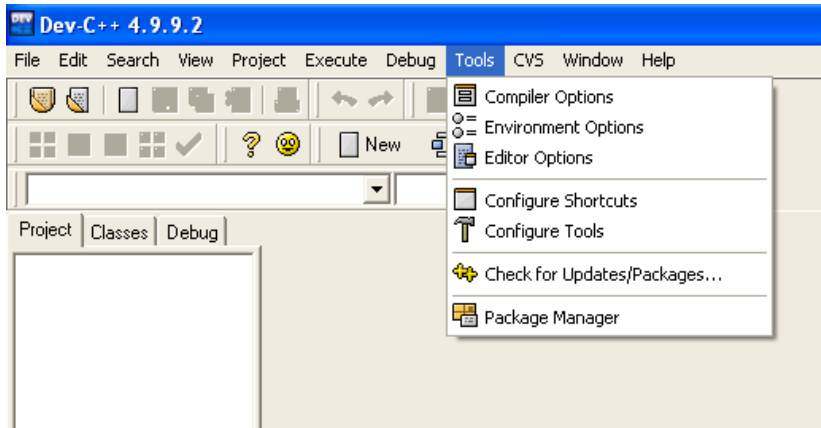 Dev-C++ 4.9.9.2
File Edit Search View Project Execute Debug Tools CVS Window Help
Compiler Options
Environment Options
Editor Options
New
Configure Shortcuts
Configure Tools
Project Classes Debug
Check for Updates/Packages...
Package Manager